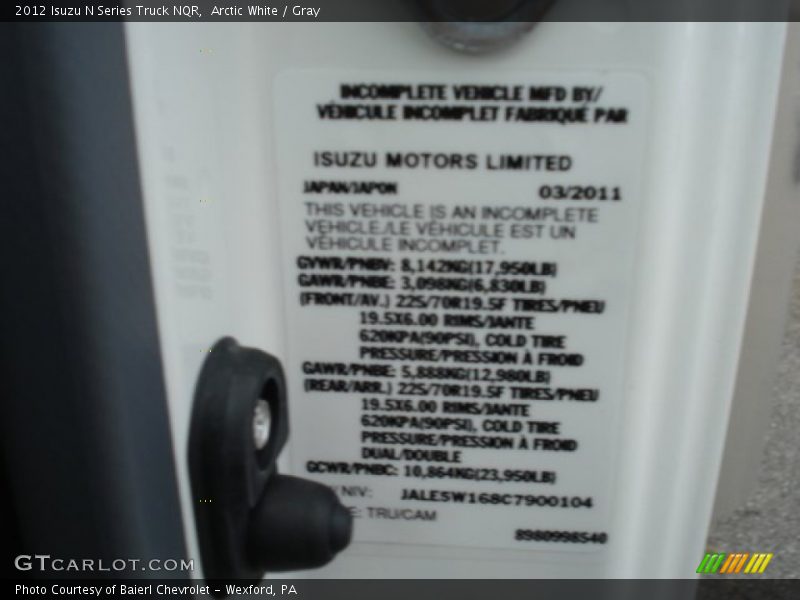 2012 Isuzu N Series Truck NQR,  Arctic White / Gray
INCOMPLETE VEHICLE MFD BY/
VÉHICULE INCOMPLET FABRIQUÉ PAR
ISUZU MOTORS LIMITED
JAPAN/JAPON 03/2011
THIS VEHICLE IS AN INCOMPLETE
VEHICLE./LE VÉHICULE EST UN
VÉHICULE INCOMPLET.
GVWR/PNBV: 8,142KG(17,950LB)
GAWR/PNBE: 3,098KG(6,830LB)
(FRONT/AV.) 225/70R19.5F TIRES/PNEU
19.5X6.00 RIMS/JANTE
620KPA(90PSI), COLD TIRE
PRESSURE/PRESSION À FROID
GAWR/PNBE: 5,888KG(12,980LB)
(REAR/ARR.) 225/70R19.5F TIRES/PNEU
19.5X6.00 RIMS/JANTE
620KPA(90PSI), COLD TIRE
PRESSURE/PRESSION À FROID
DUAL/DOUBLE
GCWR/PNBC: 10,864KG(23,950LB)
NIV: JALE5W168C7900104
: TRU/CAM
8980998540
GTCARLOT.COM
Photo Courtesy of Baierl Chevrolet - Wexford, PA